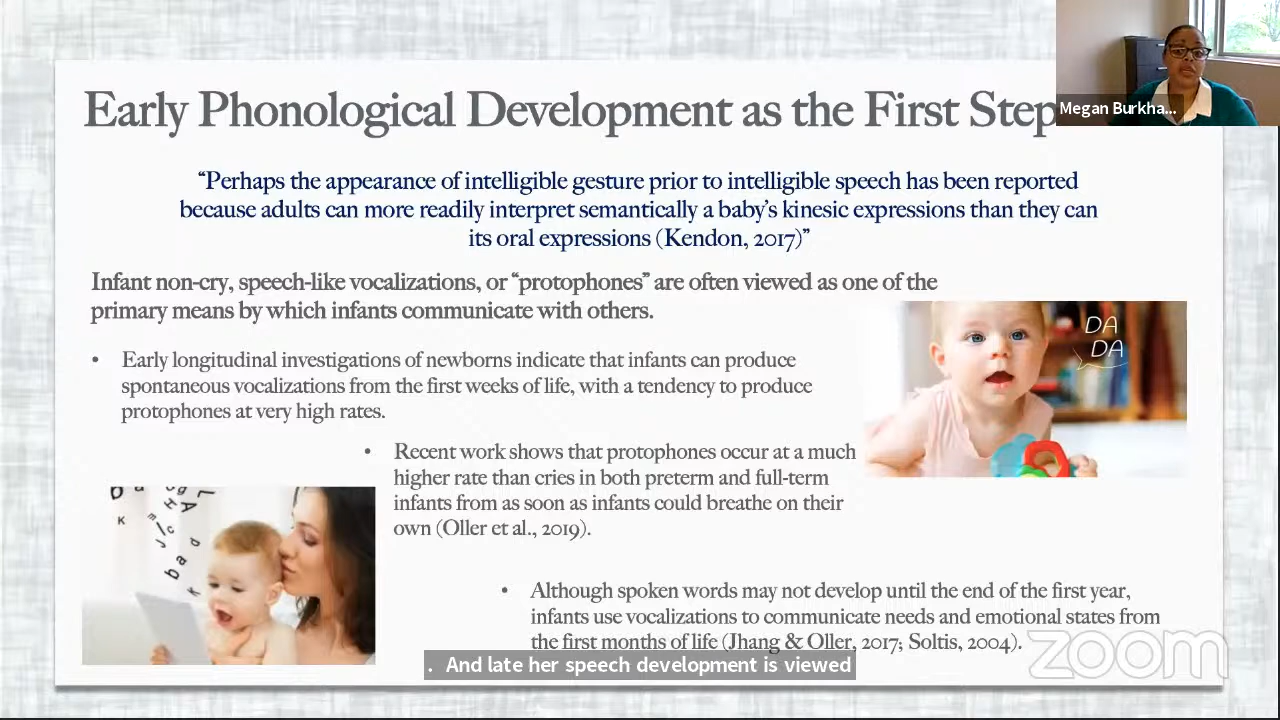 Early Phonological Development as the First Step
Megan Burkha...
“Perhaps the appearance of intelligible gesture prior to intelligible speech has been reported
because adults can more readily interpret semantically a baby’s kinesic expressions than they can
its oral expressions (Kendon, 2017)”
Infant non-cry, speech-like vocalizations, or “protophones” are often viewed as one of the
primary means by which infants communicate with others.
DA
DA
• Early longitudinal investigations of newborns indicate that infants can produce
spontaneous vocalizations from the first weeks of life, with a tendency to produce
protophones at very high rates.
• Recent work shows that protophones occur at a much
higher rate than cries in both preterm and full-term
infants from as soon as infants could breathe on their
own (Oller et al., 2019).
• Although spoken words may not develop until the end of the first year,
infants use vocalizations to communicate needs and emotional states from
the first months of life (Jhang & Oller, 2017; Soltis, 2004).
zoom
. And late her speech development is viewed